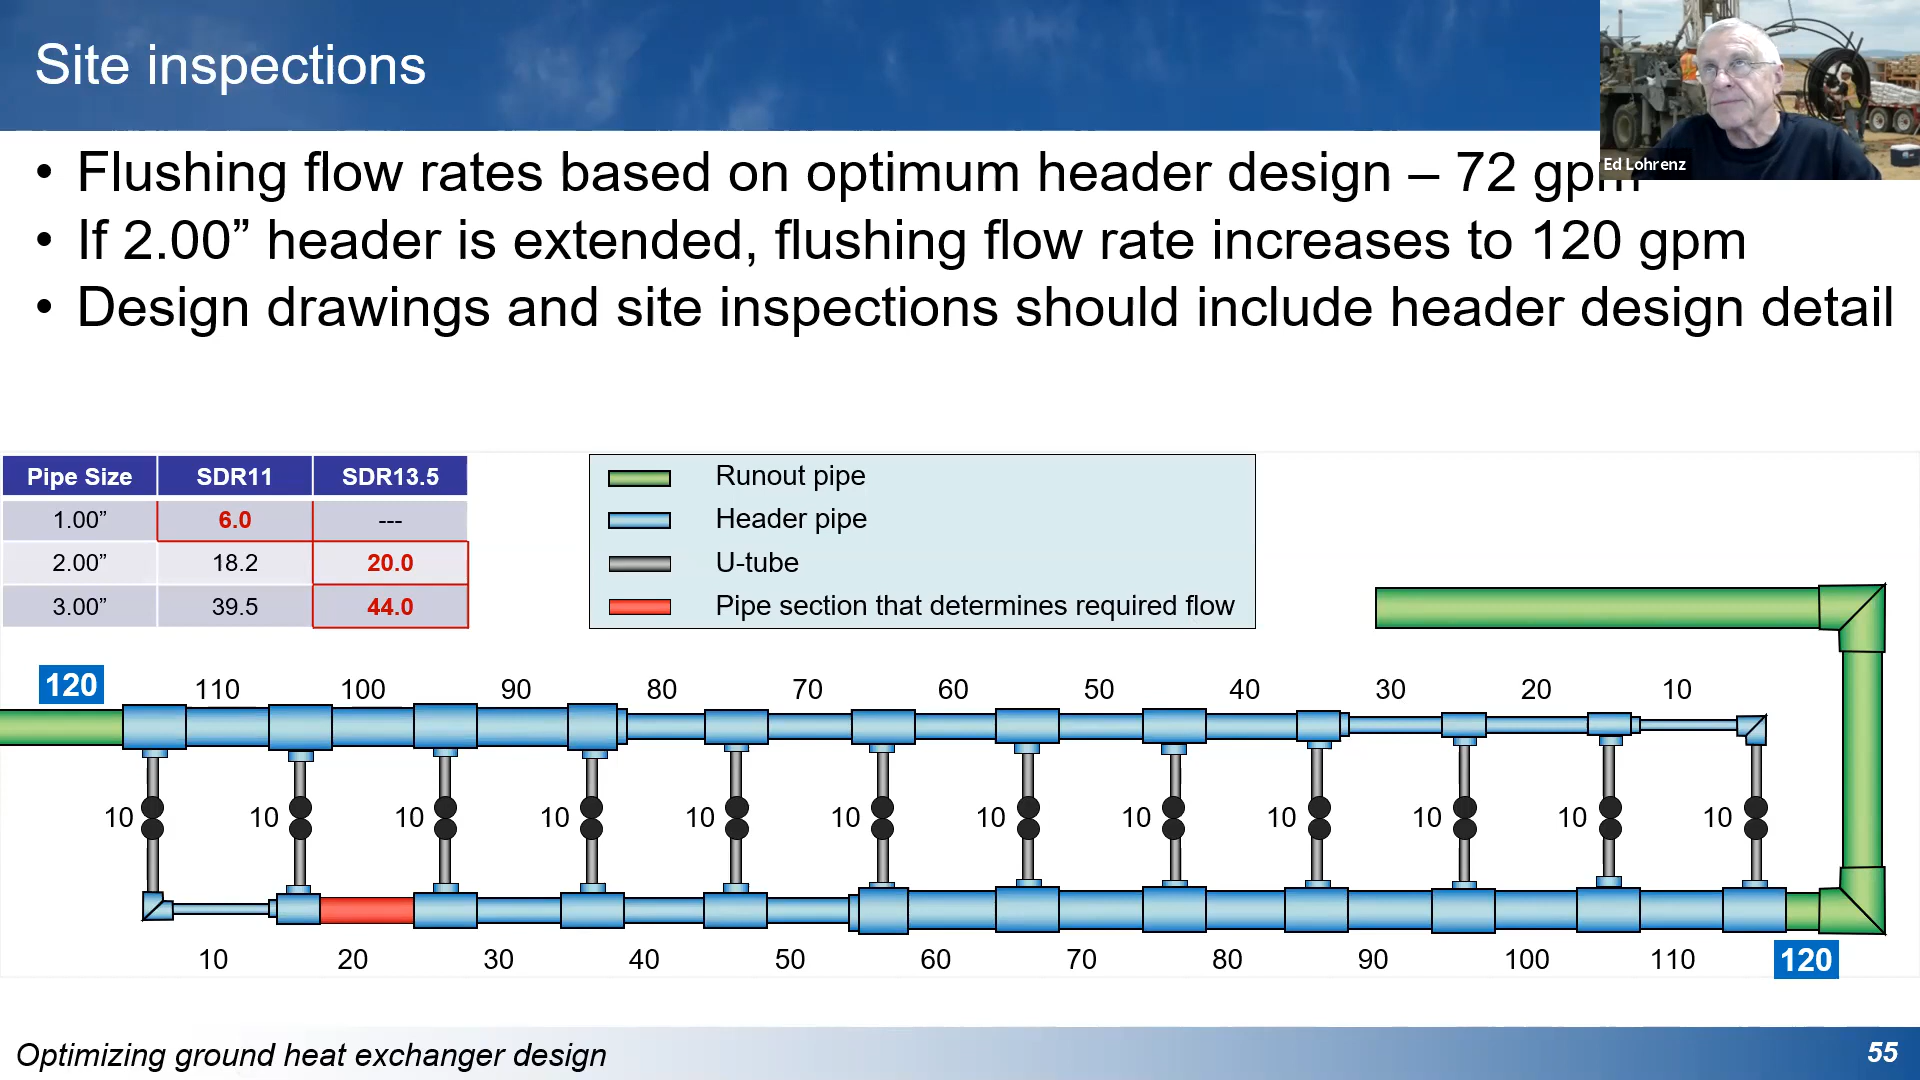 Site inspections
Ed Lohrenz
• Flushing flow rates based on optimum header design – 72 gpm
• If 2.00” header is extended, flushing flow rate increases to 120 gpm
• Design drawings and site inspections should include header design detail
Pipe Size SDR11 SDR13.5
1.00” 6.0 ---
2.00” 18.2 20.0
3.00” 39.5 44.0
Runout pipe
Header pipe
U-tube
Pipe section that determines required flow
120 110 100 90 80 70 60 50 40 30 20 10
10 10 10 10 10 10 10 10 10 10 10 10
10 20 30 40 50 60 70 80 90 100 110 120
Optimizing ground heat exchanger design
55